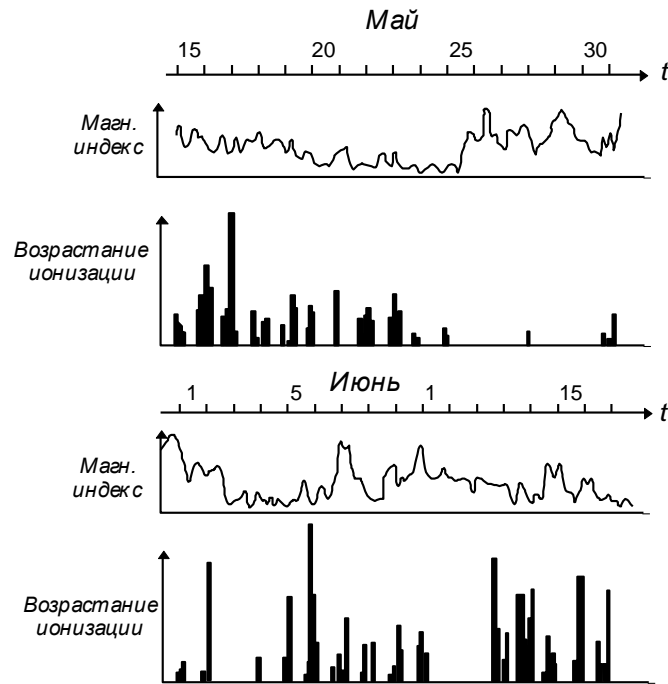 Май
15 20 25 30
t
Магн.
индекс
Возрастание
ионизации
Июнь
1 5 1 15
t
Магн.
индекс
Возрастание
ионизации